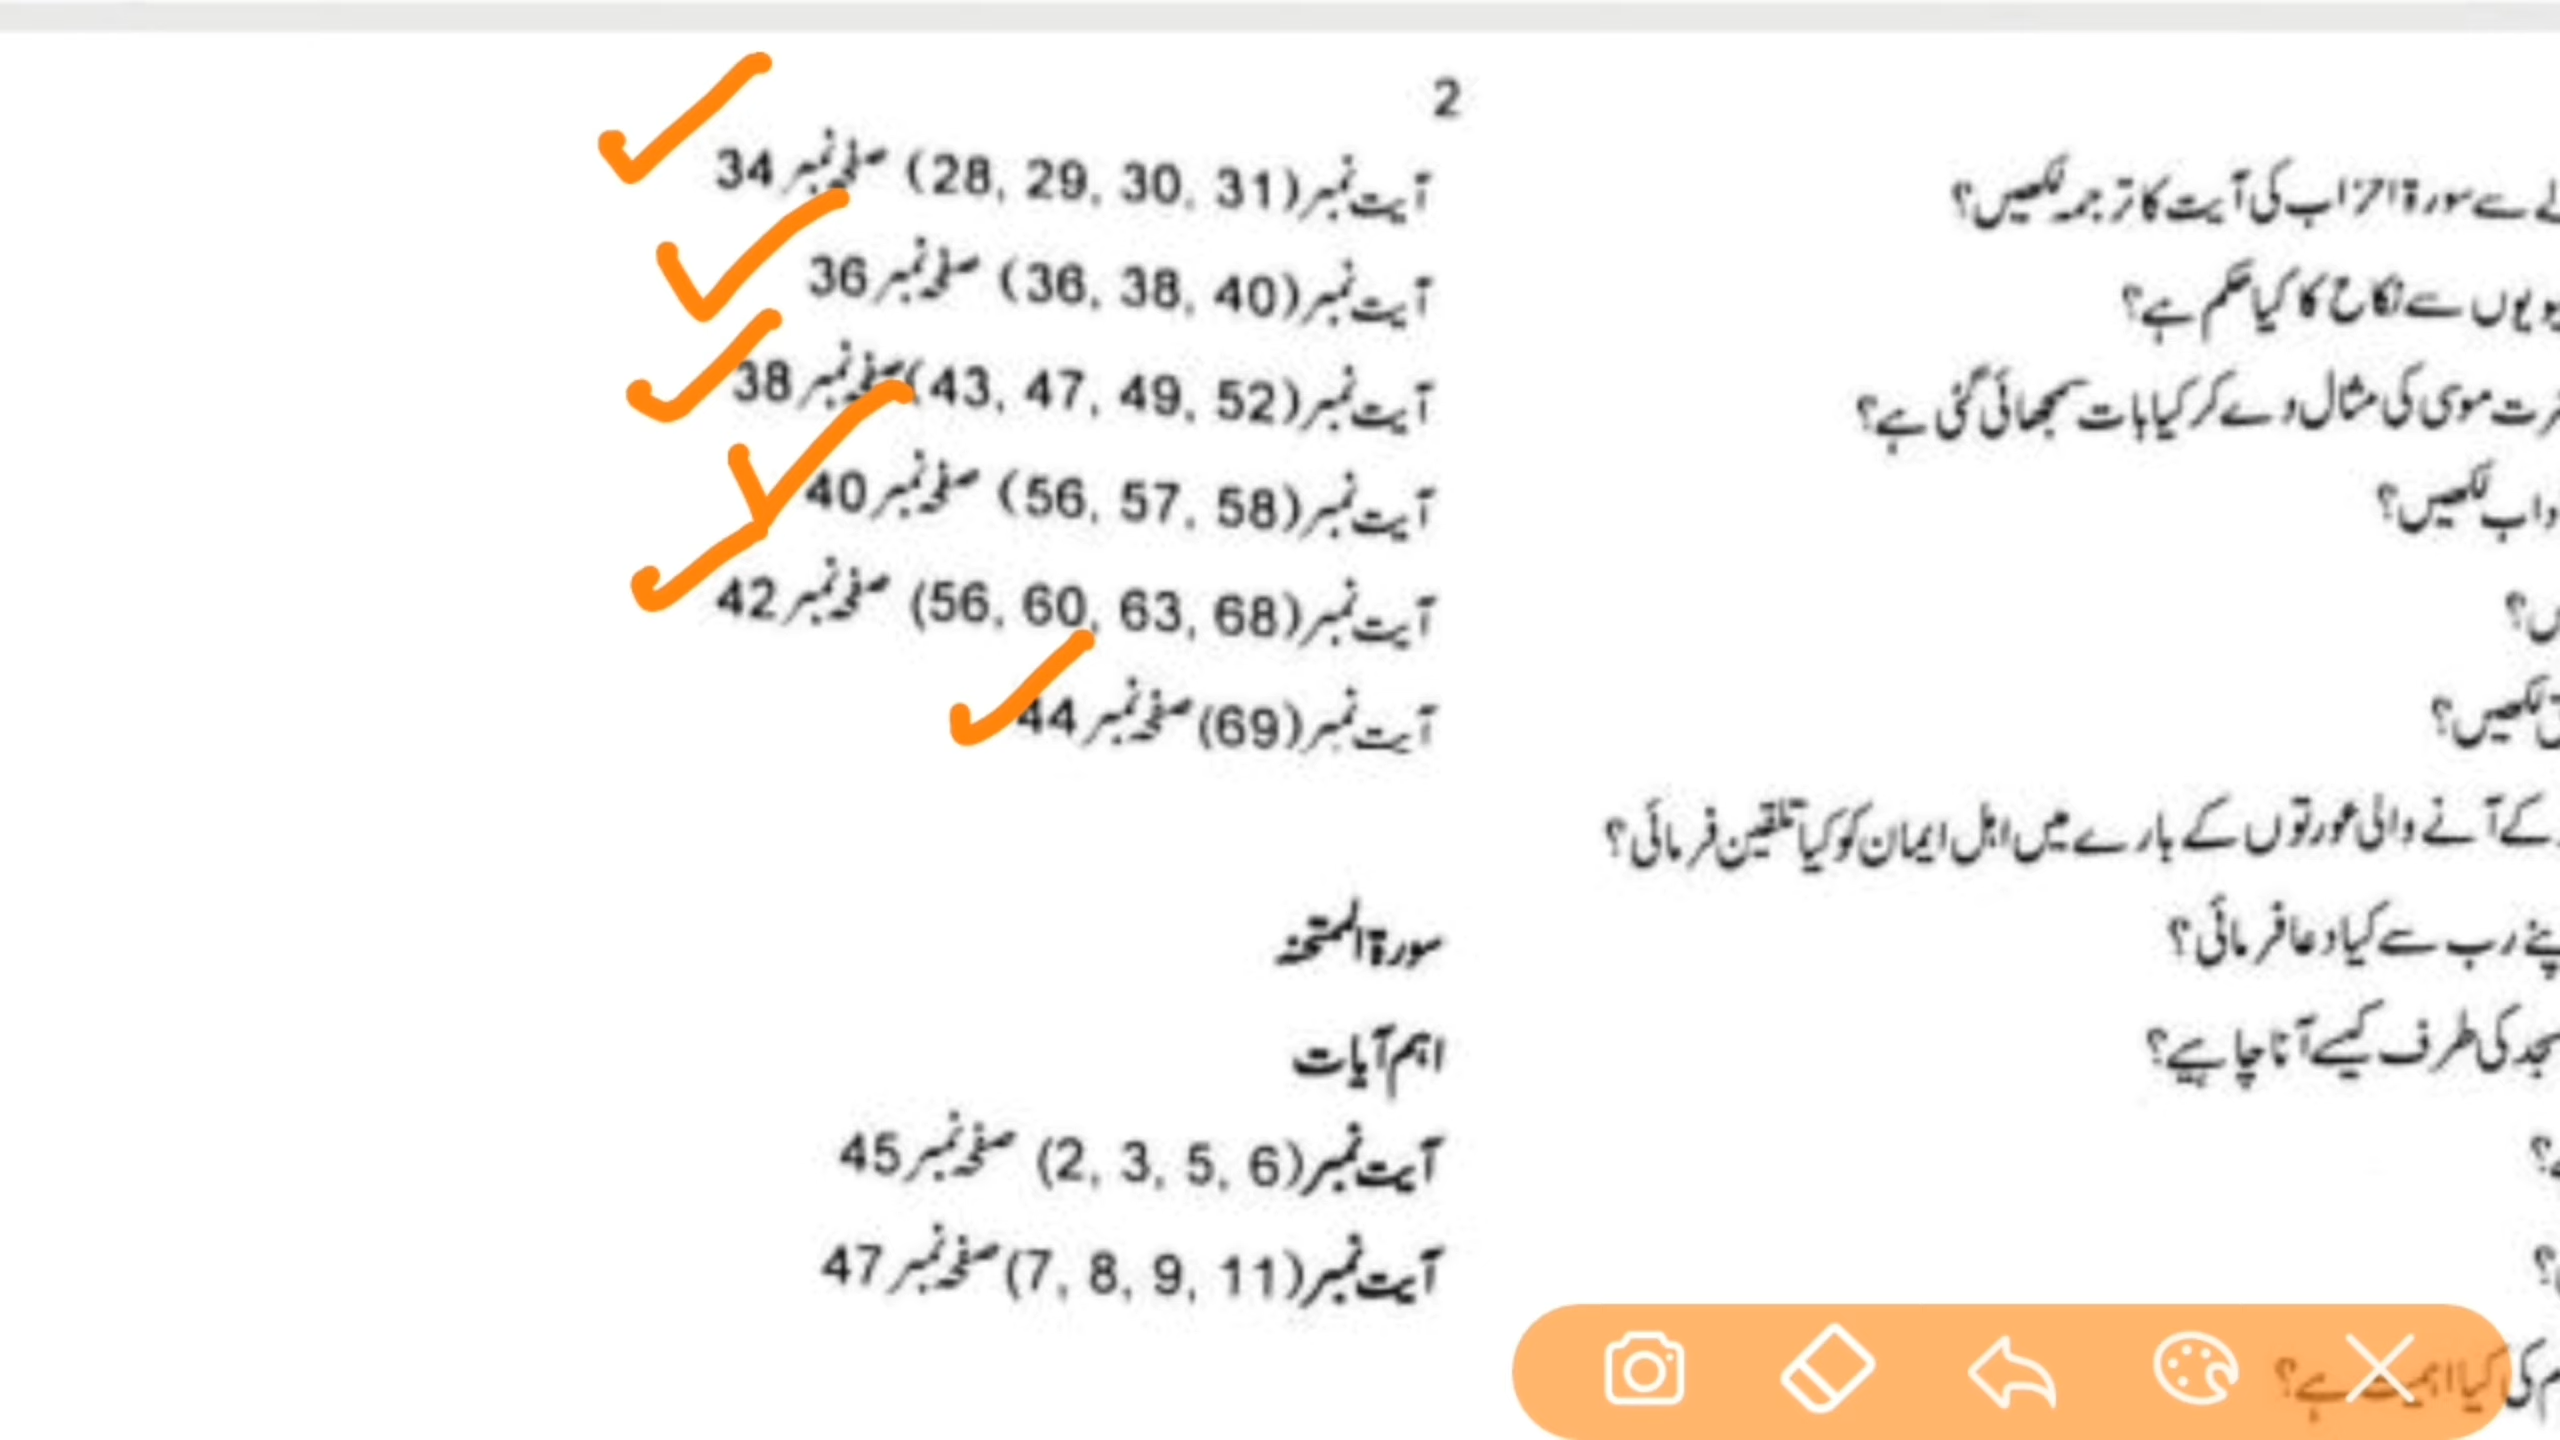 2
آیت نمبر (28, 29, 30, 31) صفحہ نمبر 34
آیت نمبر (36, 38, 40) صفحہ نمبر 36
آیت نمبر (43, 47, 49, 52) صفحہ نمبر 38
آیت نمبر (56, 57, 58) صفحہ نمبر 40
آیت نمبر (56, 60, 63, 68) صفحہ نمبر 42
آیت نمبر (69) صفحہ نمبر 44
سورۃ الممتحنہ
اہم آیات
آیت نمبر (2, 3, 5, 6) صفحہ نمبر 45
آیت نمبر (7, 8, 9, 11) صفحہ نمبر 47
سے سورۃ احزاب کی آیت کا ترجمہ لکھیں؟
سے نکاح کا کیا حکم ہے؟
موسی کی مثال دے کر کیا بات سمجھائی گئی ہے؟
لکھیں؟
لکھیں؟
کے آنے والی عورتوں کے بارے میں اہل ایمان کو کیا تلقین فرمائی؟
رب سے کیا دعا فرمائی؟
کی طرف کیسے آنا چاہیے؟
کی کیا اہمیت ہے؟